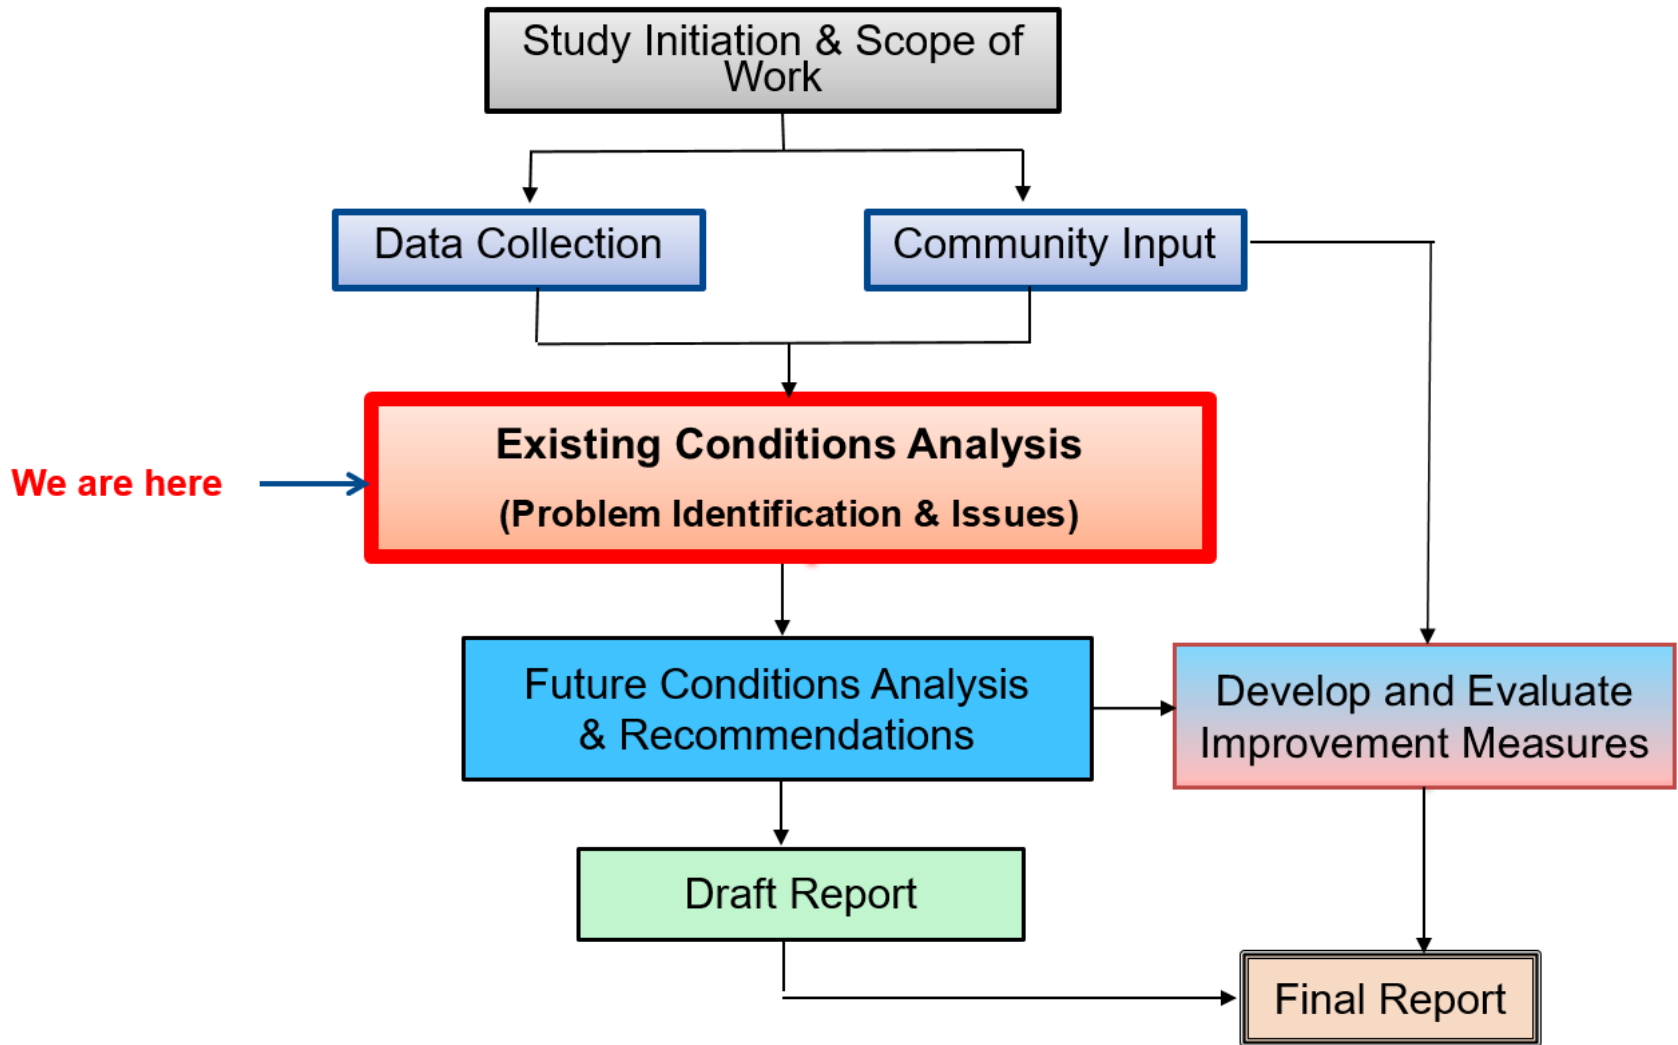 Study Initiation & Scope of
Work
Data Collection
Community Input
Existing Conditions Analysis
(Problem Identification & Issues)
We are here
Future Conditions Analysis
& Recommendations
Develop and Evaluate
Improvement Measures
Draft Report
Final Report